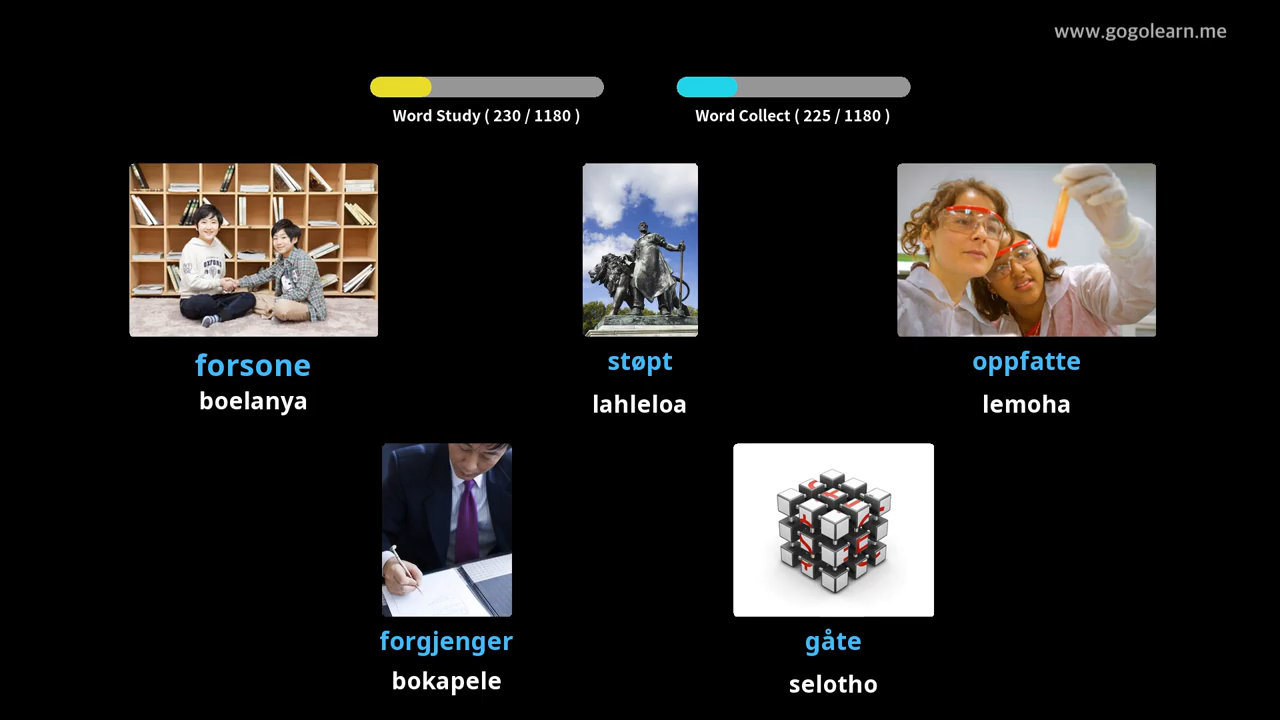 www.gogolearn.me
Word Study ( 230 / 1180 )
Word Collect ( 225 / 1180 )
OXFORD
forsone
boelanya
støpt
lahleloa
oppfatte
lemoha
forgjenger
bokapele
gåte
selotho